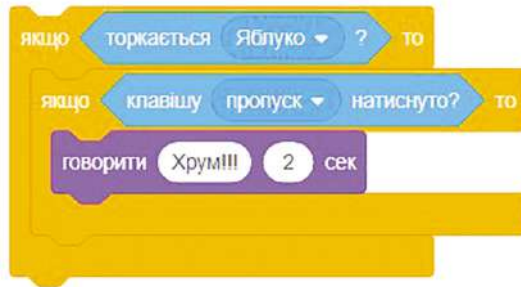 якщо торкається Яблуко ? то
якщо клавішу пропуск натиснуто? то
говорити Хрум!!! 2 сек